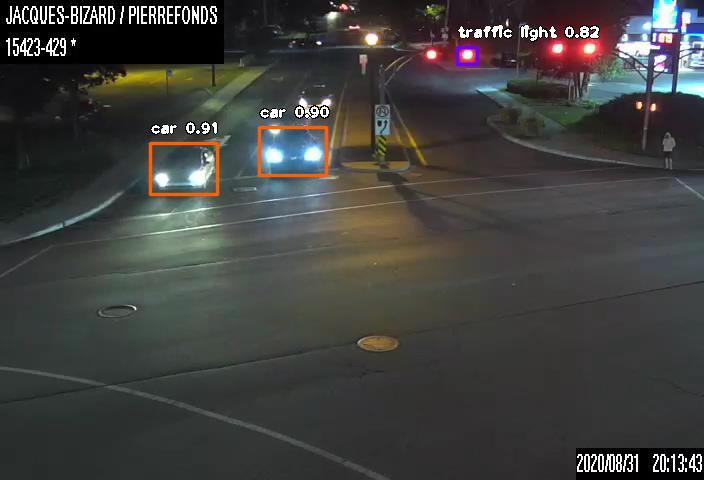 JACQUES-BIZARD / PIERREFONDS
15423-429 *
traffic light 0.82
car 0.91
car 0.90
2020/08/31 20:13:43